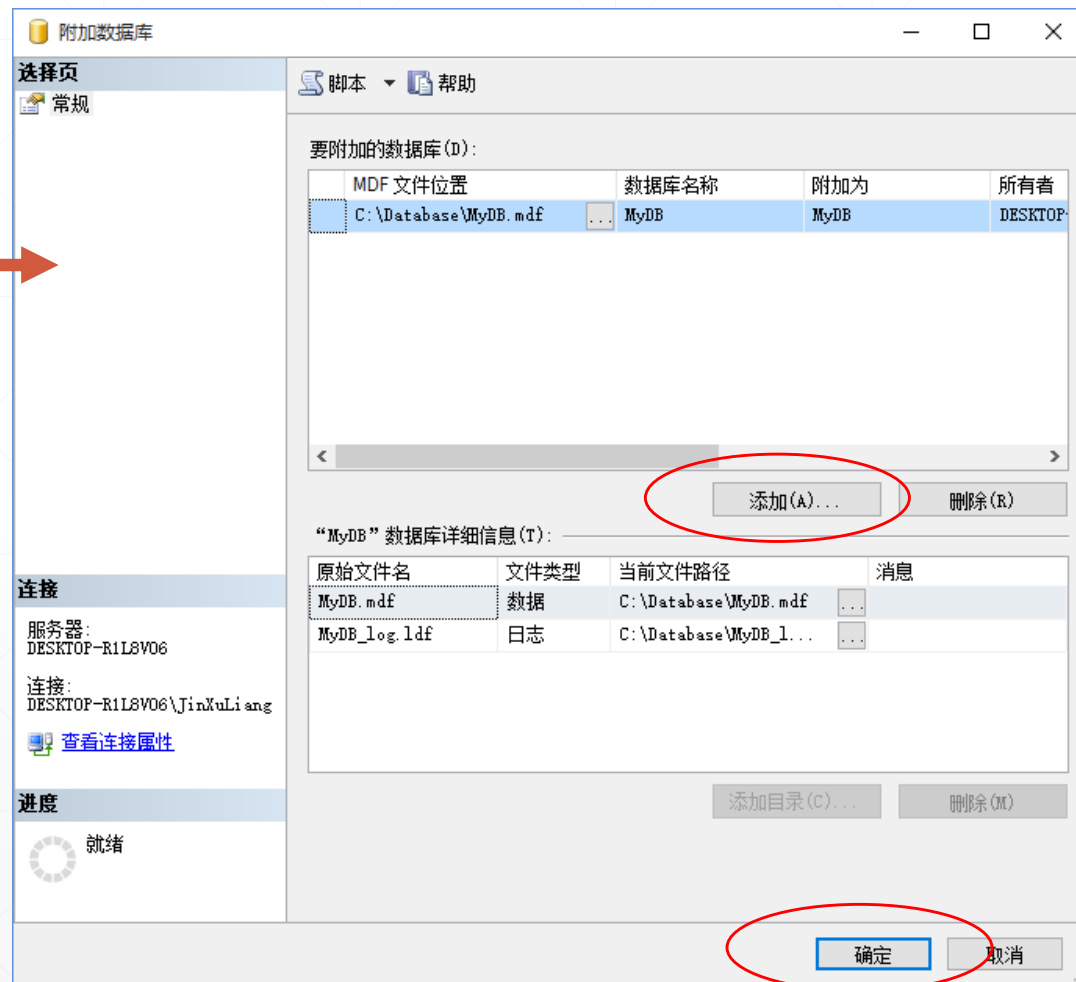 附加数据库
选择页
常规
脚本 帮助
要附加的数据库(D):
MDF 文件位置 数据库名称 附加为 所有者
C:\Database\MyDB.mdf ... MyDB MyDB DESKTOP-
添加(A)... 删除(R)
“MyDB”数据库详细信息(T):
原始文件名 文件类型 当前文件路径 消息
MyDB.mdf 数据 C:\Database\MyDB.mdf ...
MyDB_log.ldf 日志 C:\Database\MyDB_l... ...
添加目录(C)... 删除(M)
连接
服务器:
DESKTOP-R1L8VO6
连接:
DESKTOP-R1L8VO6\JinXuLiang
查看连接属性
进度
就绪
确定 取消